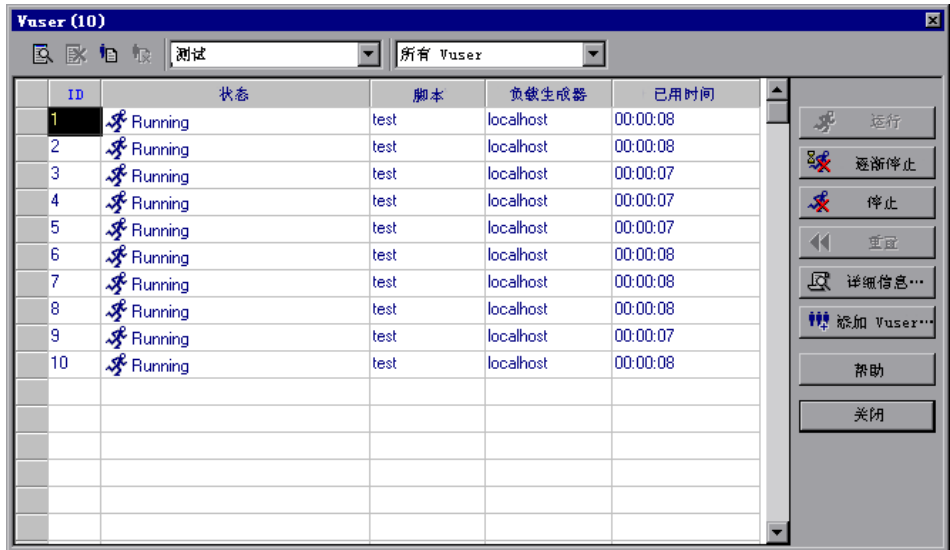 Vuser (10)
测试 所有 Vuser
ID 状态 脚本 负载生成器 已用时间
1 Running test localhost 00:00:08
2 Running test localhost 00:00:08
3 Running test localhost 00:00:07
4 Running test localhost 00:00:07
5 Running test localhost 00:00:07
6 Running test localhost 00:00:08
7 Running test localhost 00:00:08
8 Running test localhost 00:00:08
9 Running test localhost 00:00:07
10 Running test localhost 00:00:08
运行
逐渐停止
停止
重置
详细信息…
添加 Vuser…
帮助
关闭